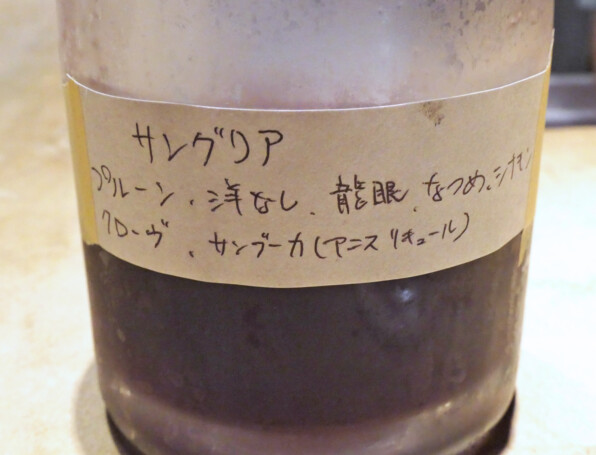 サングリア
プルーン、洋なし、龍眼、なつめ、シナモン
クローヴ、サンブーカ(アニスリキュール)